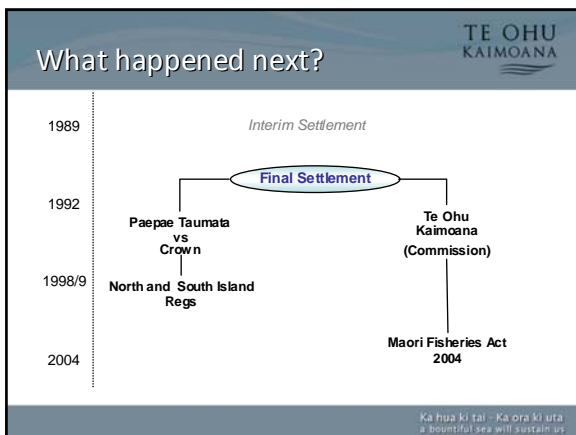 What happened next?
TE OHU
KAIMOANA
1989
Interim Settlement
Final Settlement
1992
Paepae Taumata
vs
Crown
Te Ohu
Kaimoana
(Commission)
1998/9
North and South Island
Regs
Maori Fisheries Act
2004
2004
Ka hua ki tai - Ka ora ki uta
a bountiful sea will sustain us